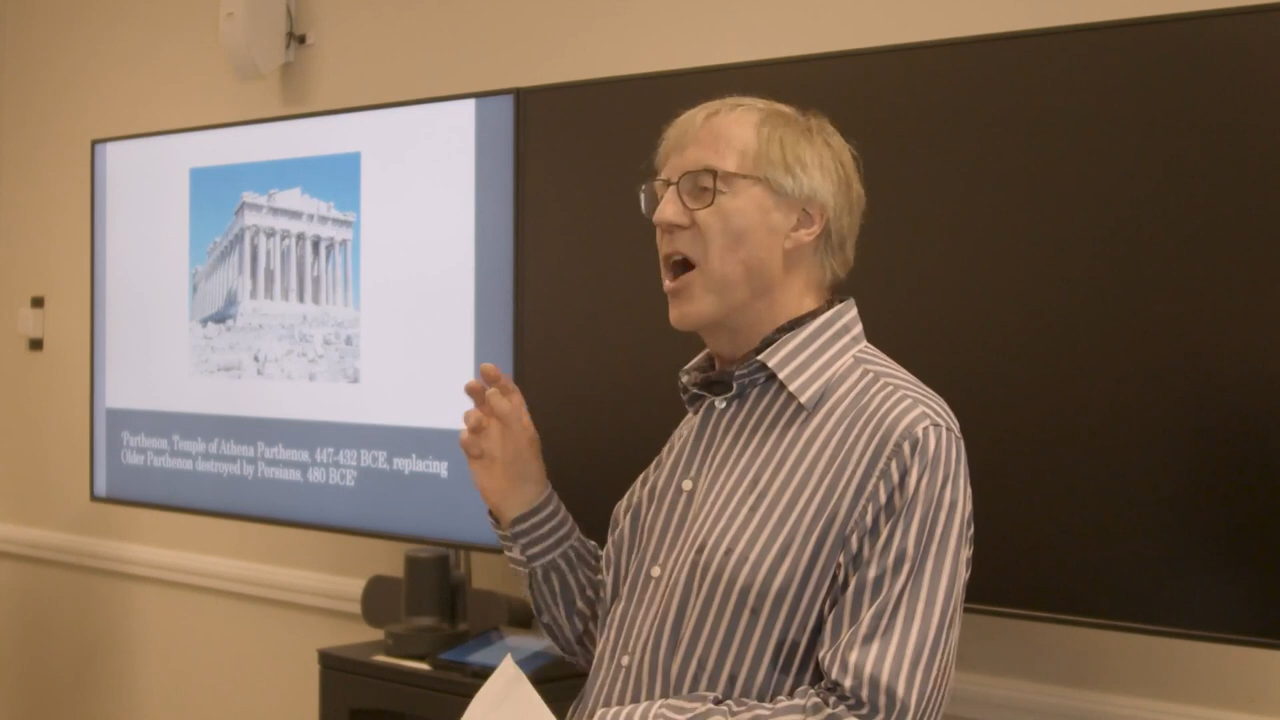 'Parthenon, Temple of Athena Parthenos, 447-432 BCE, replacing
Older Parthenon destroyed by Persians, 480 BCE'